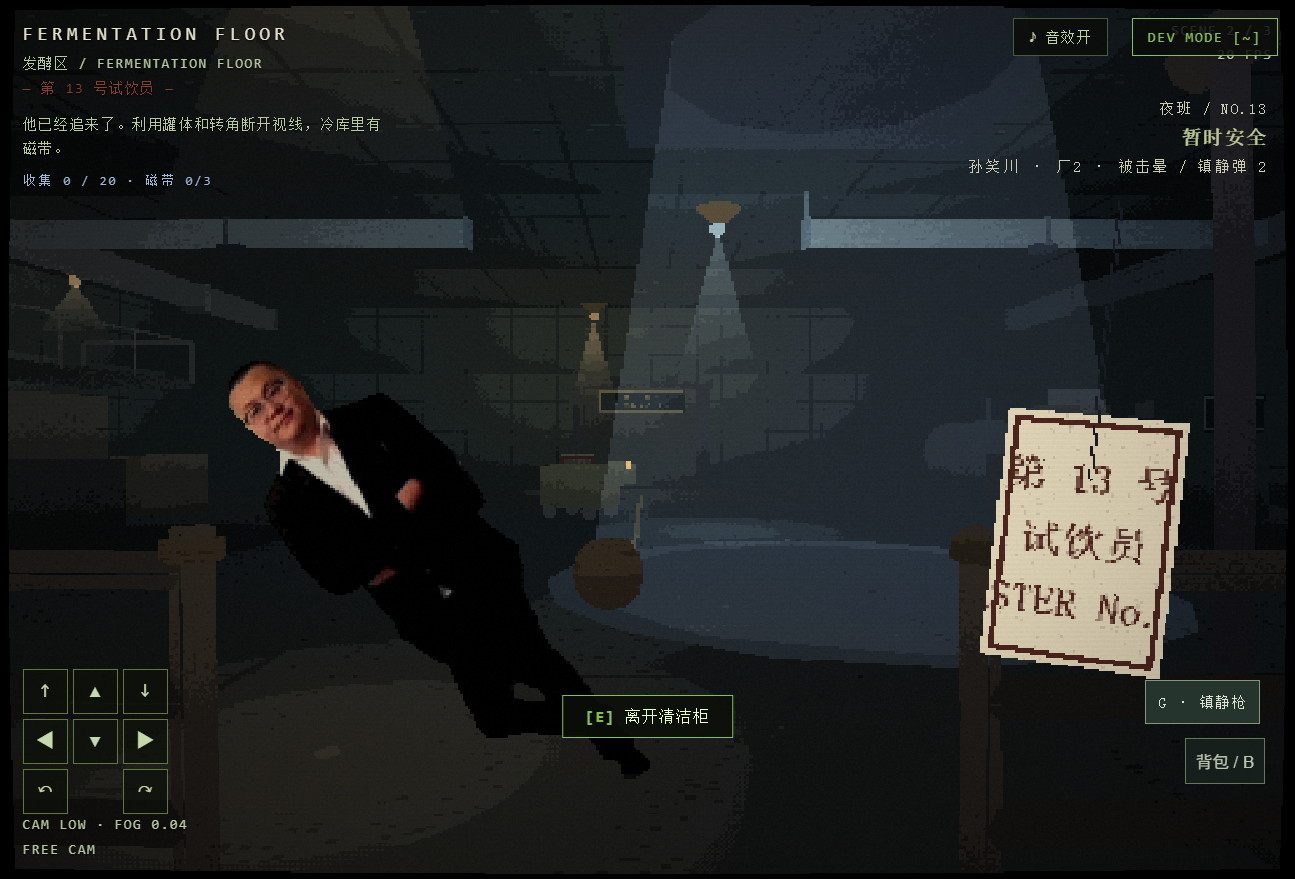 FERMENTATION FLOOR
发酵区 / FERMENTATION FLOOR
— 第 13 号试饮员 —
他已经追来了。利用罐体和转角断开视线，冷库里有
磁带。
收集 0 / 20 · 磁带 0/3
♪ 音效开
DEV MODE [~]
20 FPS
夜班 / NO.13
暂时安全
孙笑川 · 厂2 · 被击晕 / 镇静弹 2
第 13 号
试饮员
STER No.
[E] 离开清洁柜
G · 镇静枪
背包 / B
CAM LOW · FOG 0.04
FREE CAM